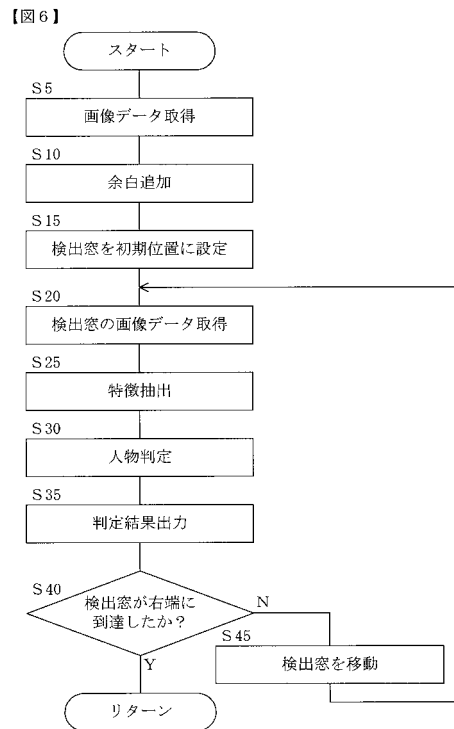 【図6】
スタート
S5
画像データ取得
S10
余白追加
S15
検出窓を初期位置に設定
S20
検出窓の画像データ取得
S25
特徴抽出
S30
人物判定
S35
判定結果出力
S40
検出窓が右端に
到達したか?
N
Y
S45
検出窓を移動
リターン